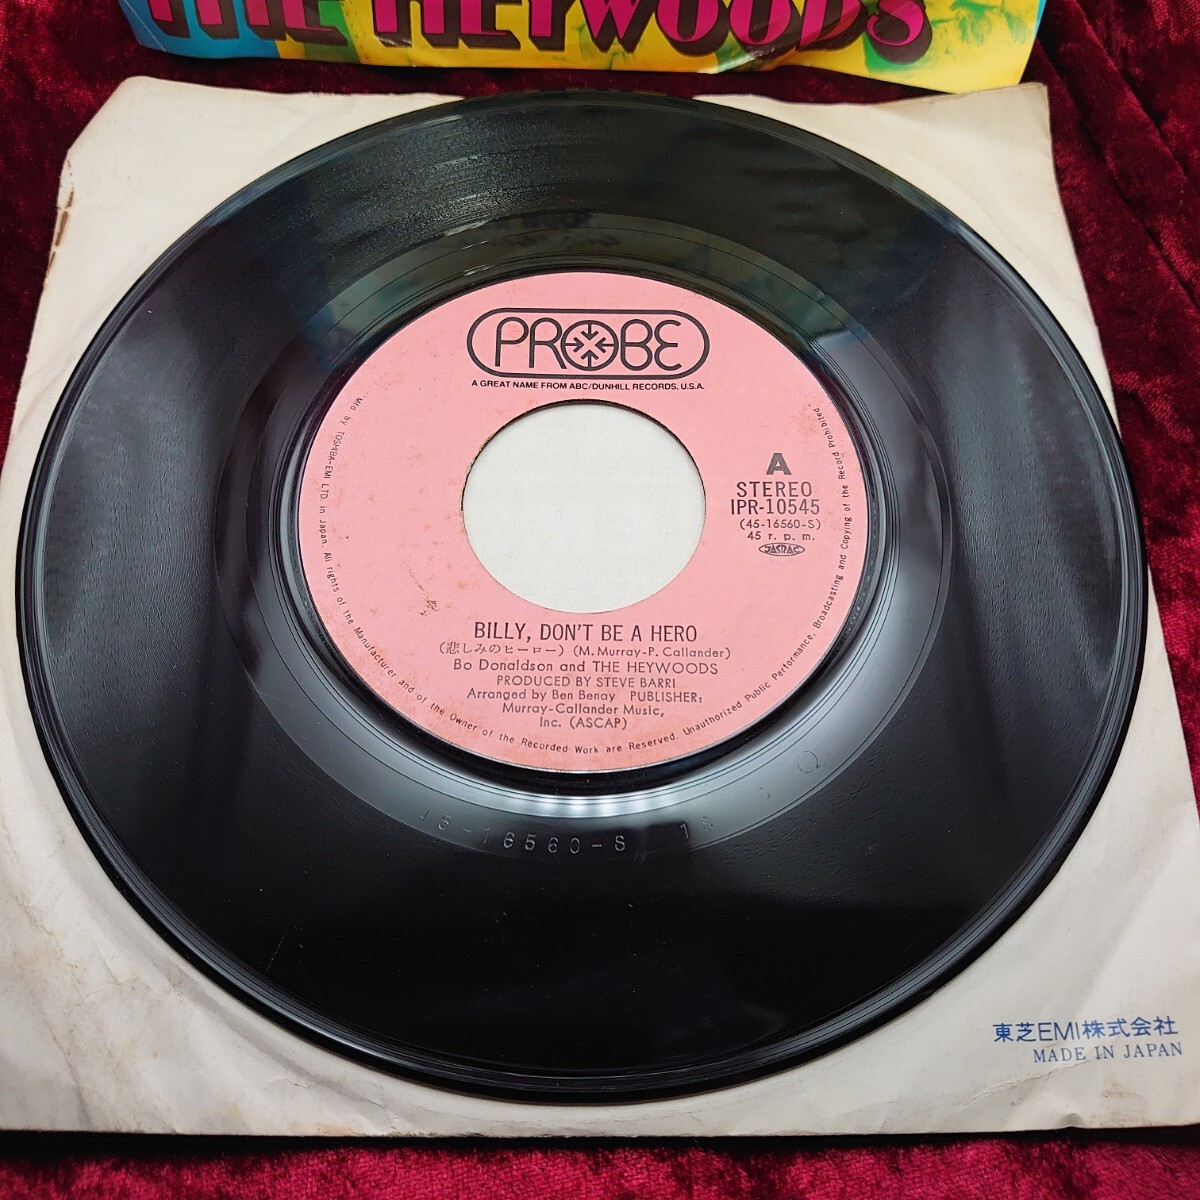 THE HEYWOODS
PROBE
A GREAT NAME FROM ABC/DUNHILL RECORDS, U.S.A.
A
STEREO
IPR-10545
(45-16560-S)
45 r.p.m.
JASRAC
BILLY, DON'T BE A HERO
(悲しみのヒーロー) (M. Murray-P. Callander)
Bo Donaldson and THE HEYWOODS
PRODUCED BY STEVE BARRI
Arranged by Ben Benay PUBLISHER:
Murray-Callander Music,
Inc. (ASCAP)
Mfd by TOSHIBA-EMI LTD in Japan. All rights of the Manufacturer and of the Owner of the Recorded Work are Reserved. Unauthorized Public Performance, Broadcasting and Copying of the Record Prohibited
45-16560-S
東芝EMI株式会社
MADE IN JAPAN